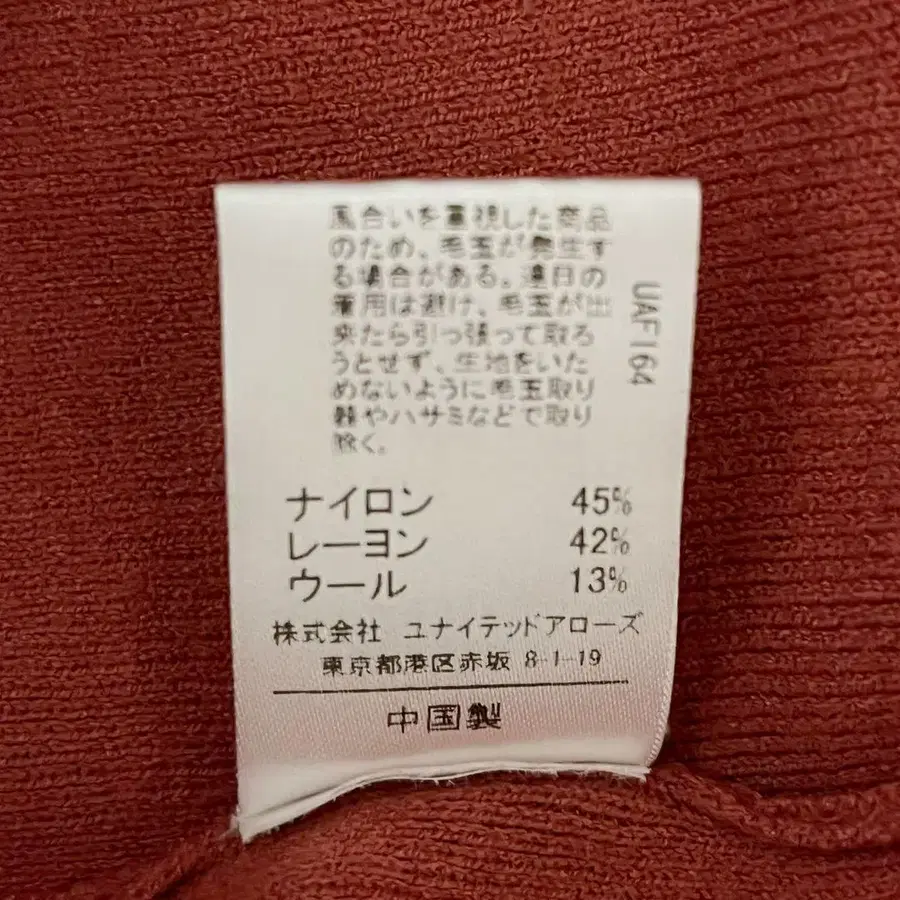 風合いを重視した商品
のため、毛玉が発生す
る場合がある。連日の
着用は避け、毛玉が出
来たら引っ張って取ろ
うとせず、生地をいた
めないように毛玉取り
器やハサミなどで取り
除く。
UAF164
ナイロン 45%
レーヨン 42%
ウール 13%
株式会社 ユナイテッドアローズ
東京都港区赤坂 8-1-19
中国製